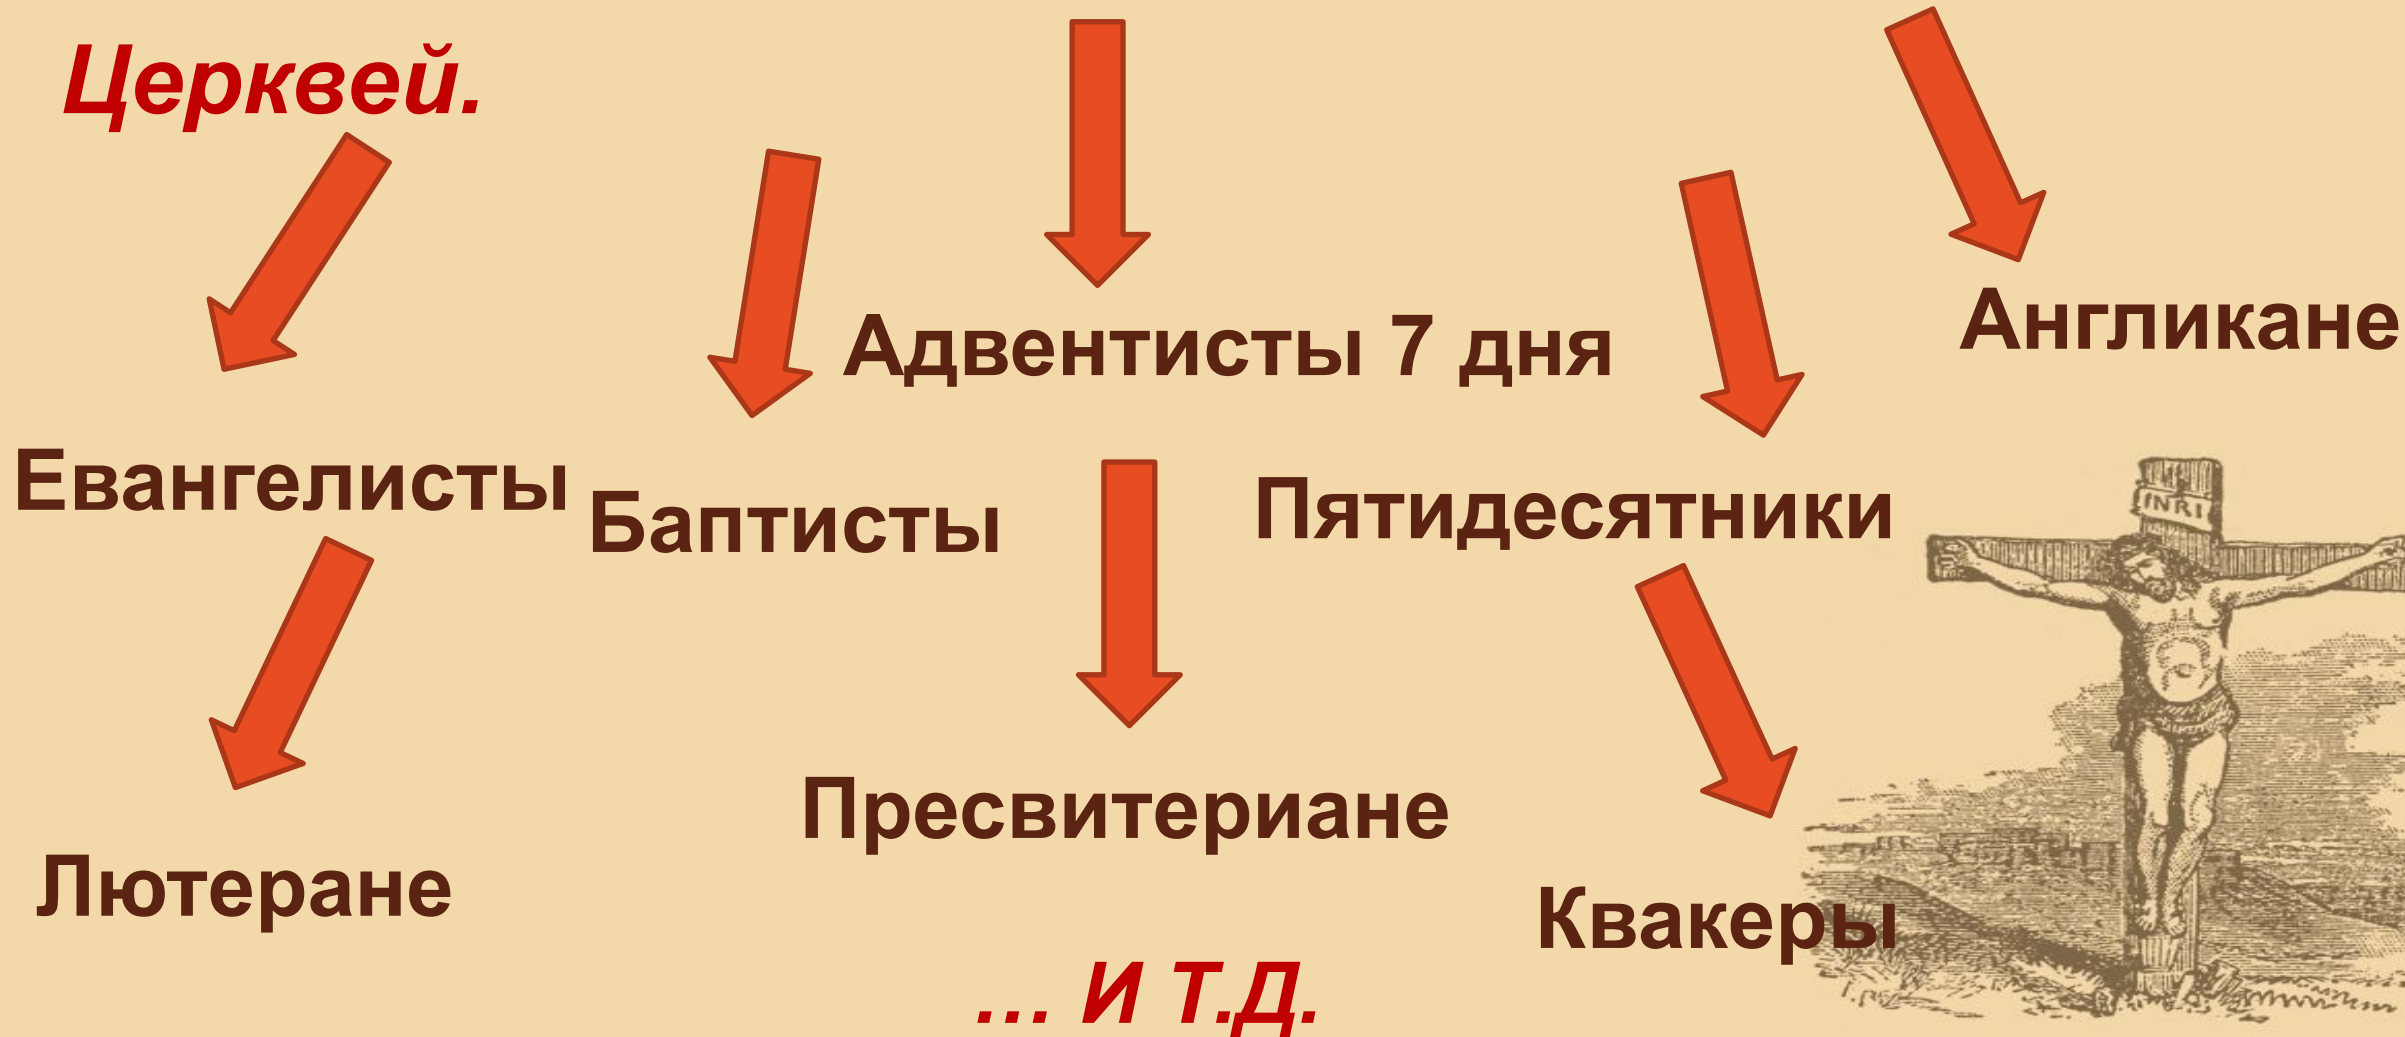 Церквей.
Адвентисты 7 дня
Англикане
Евангелисты
Баптисты
Пятидесятники
INRI
Пресвитериане
Лютеране
Квакеры
... И Т.Д.